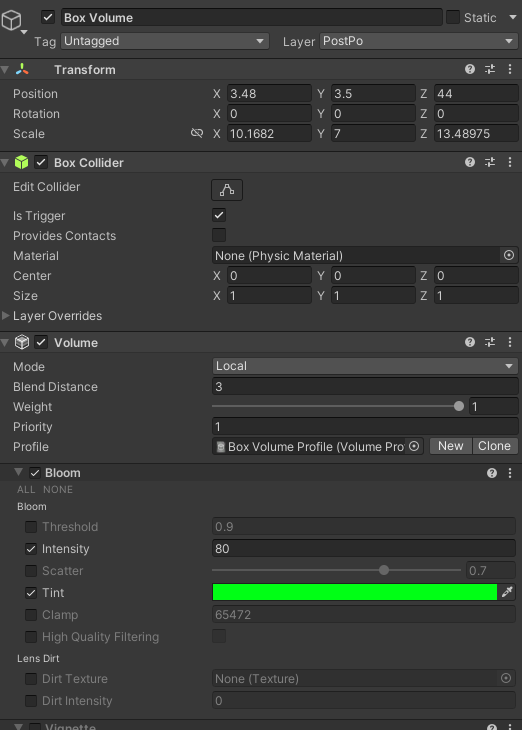 Box Volume Static
Tag Untagged Layer PostPo
Transform
Position X 3.48 Y 3.5 Z 44
Rotation X 0 Y 0 Z 0
Scale X 10.1682 Y 7 Z 13.48975
Box Collider
Edit Collider
Is Trigger
Provides Contacts
Material None (Physic Material)
Center X 0 Y 0 Z 0
Size X 1 Y 1 Z 1
Layer Overrides
Volume
Mode Local
Blend Distance 3
Weight 1
Priority 1
Profile Box Volume Profile (Volume Pro New Clone
Bloom
ALL NONE
Bloom
Threshold 0.9
Intensity 80
Scatter 0.7
Tint
Clamp 65472
High Quality Filtering
Lens Dirt
Dirt Texture None (Texture)
Dirt Intensity 0
Vignette